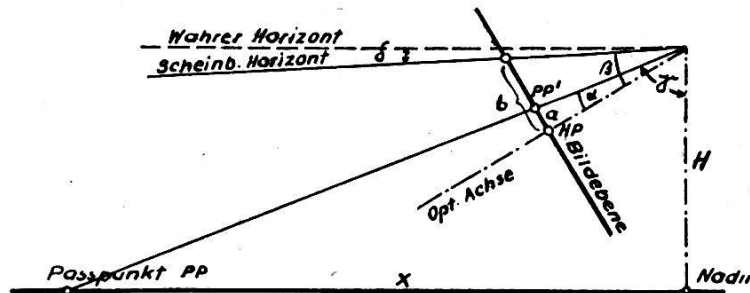 Wahrer Horizont
δ
Scheinb. Horizont
β
PP'
α
γ
b
a
HP
H
Bildebene
Opt. Achse
Passpunkt PP
x
Nadir